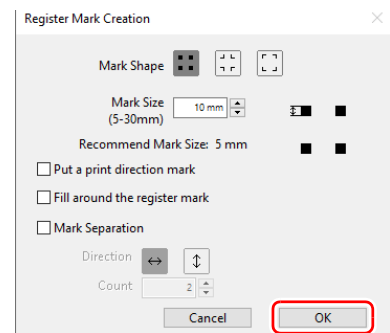 Register Mark Creation
Mark Shape
Mark Size
(5-30mm)
10 mm
Recommend Mark Size: 5 mm
Put a print direction mark
Fill around the register mark
Mark Separation
Direction
Count
2
Cancel
OK